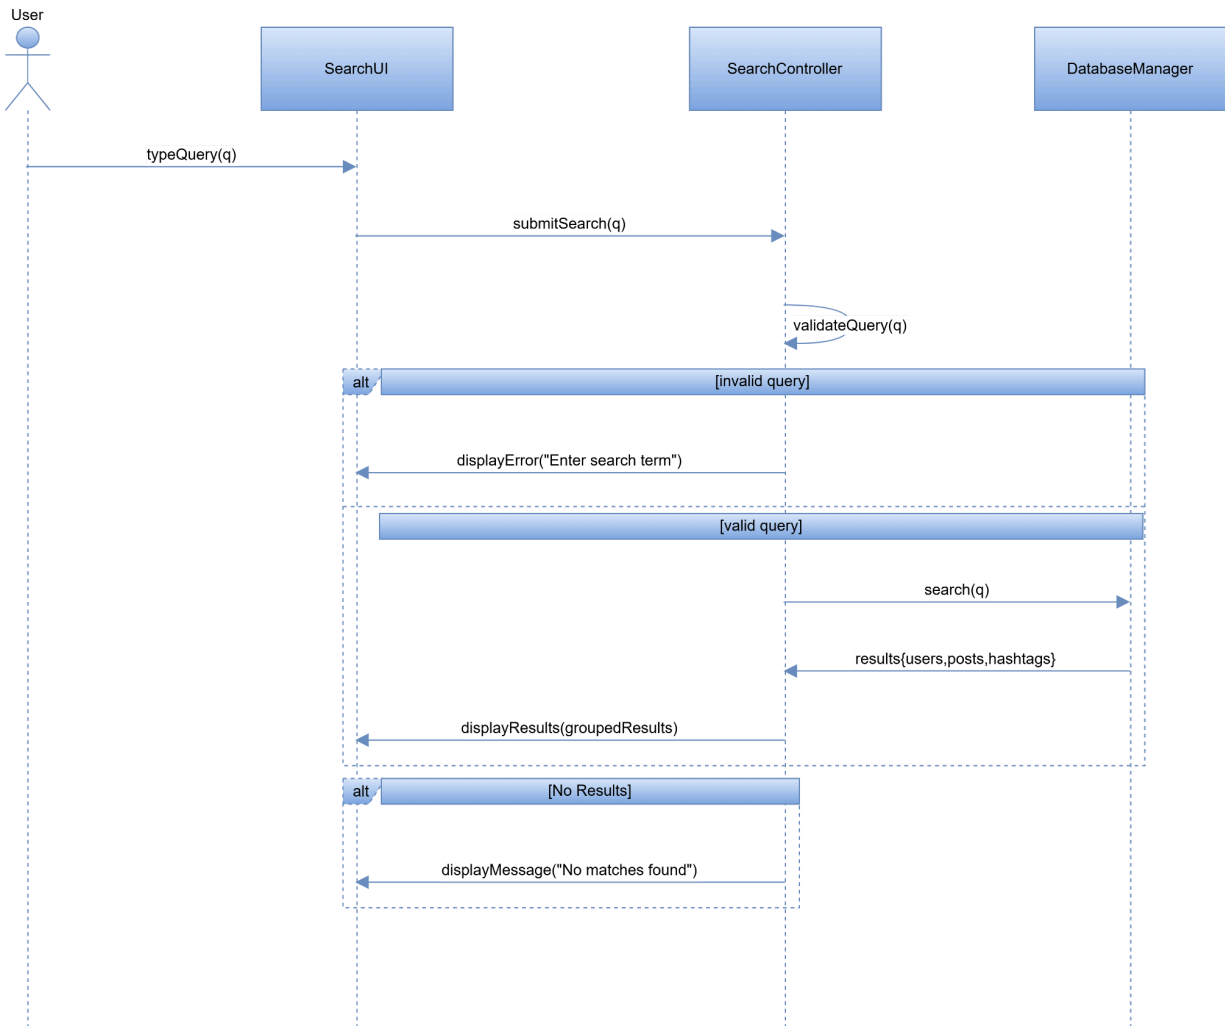 User
SearchUI
SearchController
DatabaseManager
typeQuery(q)
submitSearch(q)
validateQuery(q)
alt
[invalid query]
displayError("Enter search term")
[valid query]
search(q)
results{users,posts,hashtags}
displayResults(groupedResults)
alt
[No Results]
displayMessage("No matches found")